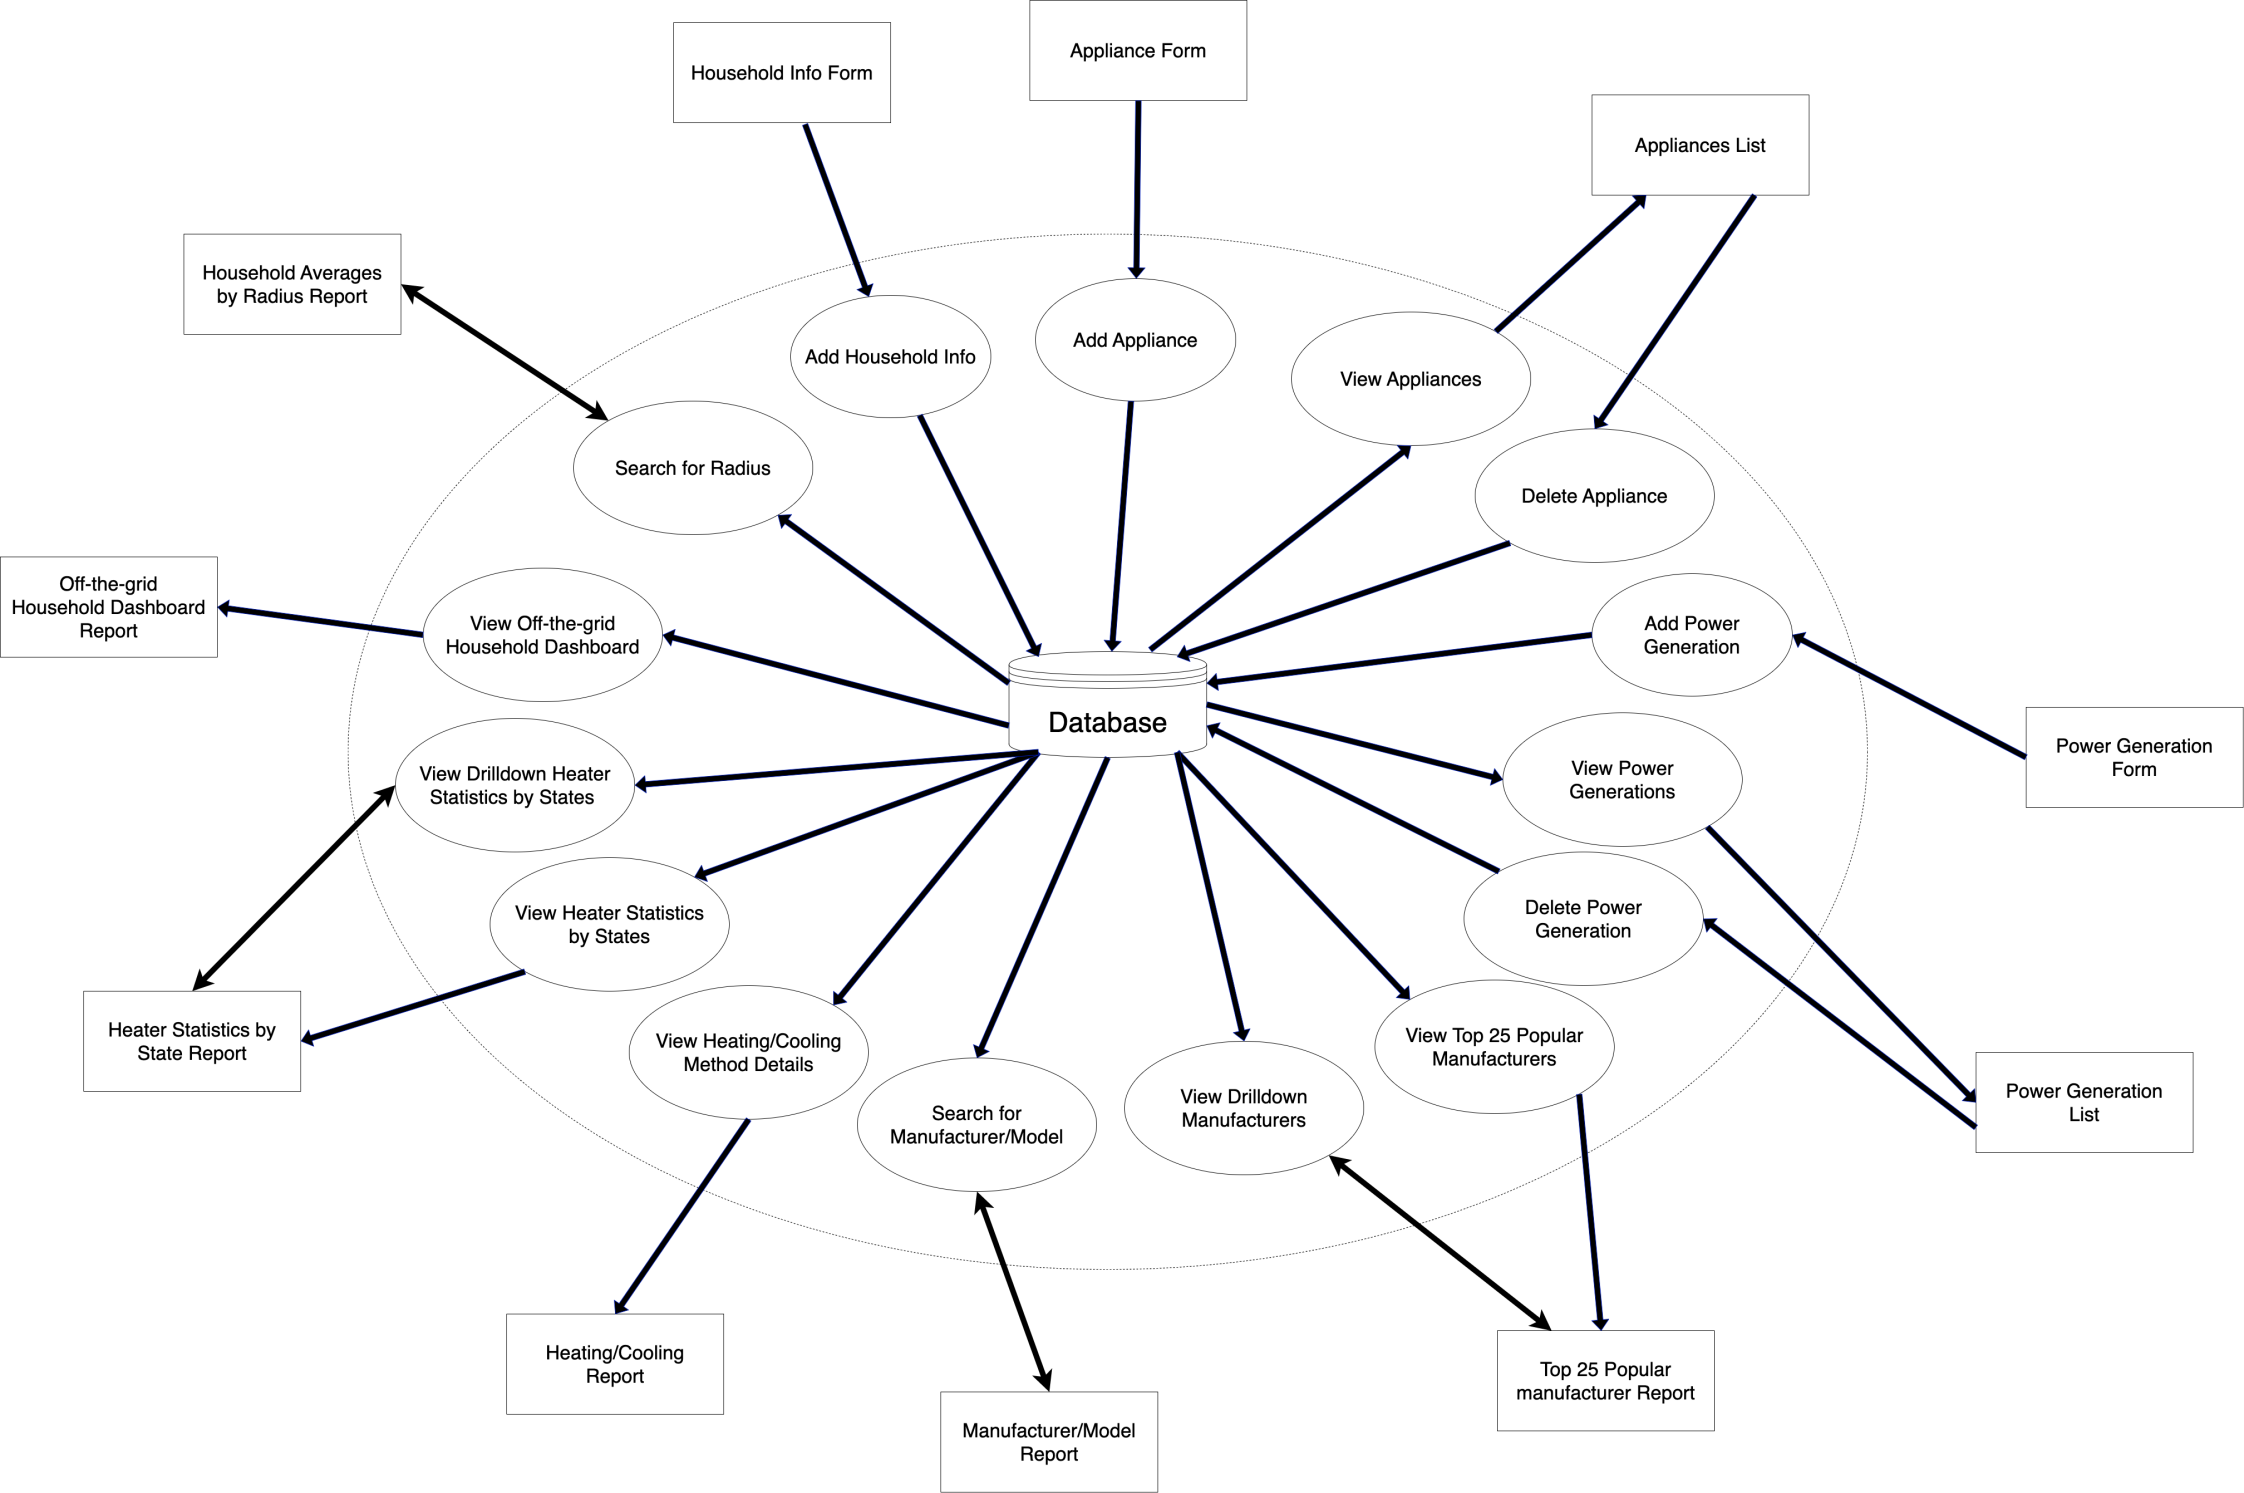 Appliance Form
Household Info Form
Appliances List
Household Averages
by Radius Report
Add Household Info
Add Appliance
View Appliances
Search for Radius
Delete Appliance
Off-the-grid
Household Dashboard
Report
View Off-the-grid
Household Dashboard
Add Power
Generation
Database
Power Generation
Form
View Drilldown Heater
Statistics by States
View Power
Generations
View Heater Statistics
by States
Delete Power
Generation
Heater Statistics by
State Report
View Heating/Cooling
Method Details
Search for
Manufacturer/Model
View Drilldown
Manufacturers
View Top 25 Popular
Manufacturers
Power Generation
List
Heating/Cooling
Report
Manufacturer/Model
Report
Top 25 Popular
manufacturer Report